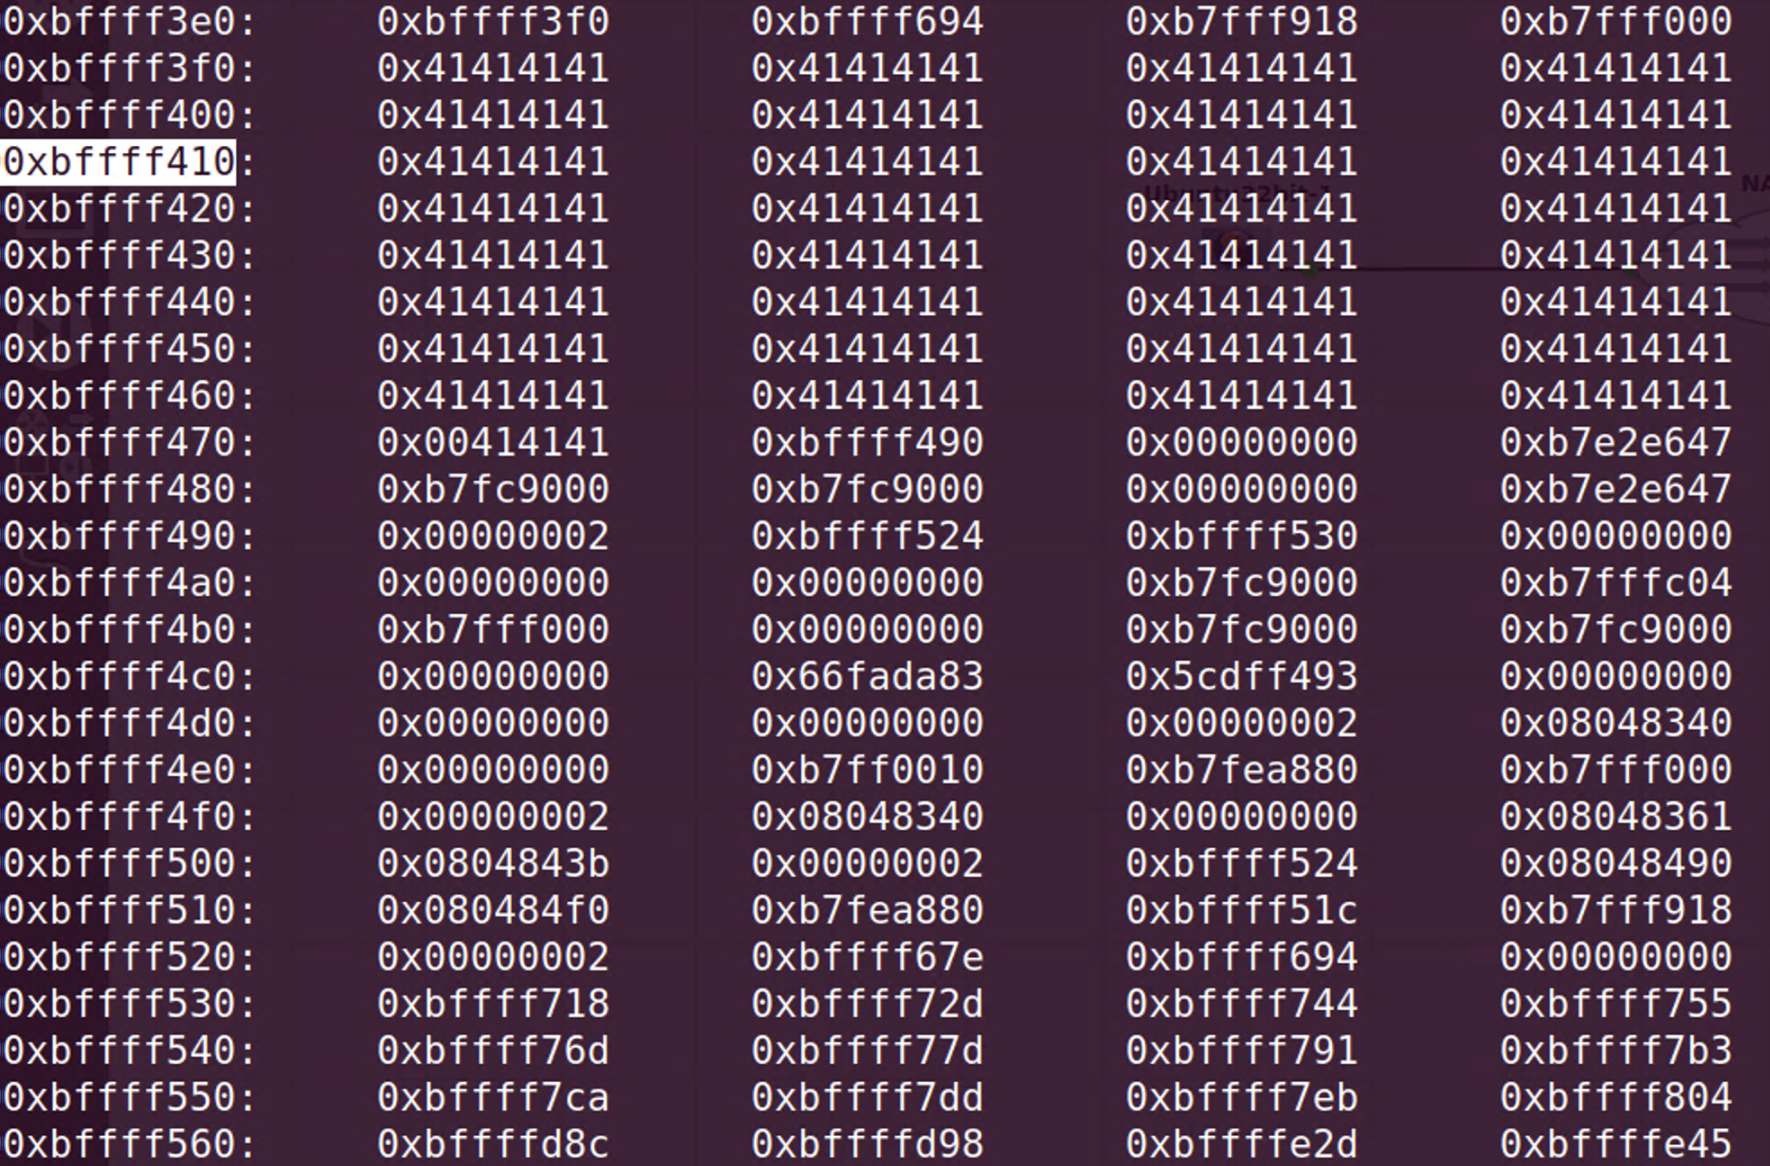 0xbffff3e0: 0xbffff3f0 0xbffff694 0xb7fff918 0xb7fff000
0xbffff3f0: 0x41414141 0x41414141 0x41414141 0x41414141
0xbffff400: 0x41414141 0x41414141 0x41414141 0x41414141
0xbffff410: 0x41414141 0x41414141 0x41414141 0x41414141
0xbffff420: 0x41414141 0x41414141 0x41414141 0x41414141
0xbffff430: 0x41414141 0x41414141 0x41414141 0x41414141
0xbffff440: 0x41414141 0x41414141 0x41414141 0x41414141
0xbffff450: 0x41414141 0x41414141 0x41414141 0x41414141
0xbffff460: 0x41414141 0x41414141 0x41414141 0x41414141
0xbffff470: 0x00414141 0xbffff490 0x00000000 0xb7e2e647
0xbffff480: 0xb7fc9000 0xb7fc9000 0x00000000 0xb7e2e647
0xbffff490: 0x00000002 0xbffff524 0xbffff530 0x00000000
0xbffff4a0: 0x00000000 0x00000000 0xb7fc9000 0xb7fffc04
0xbffff4b0: 0xb7fff000 0x00000000 0xb7fc9000 0xb7fc9000
0xbffff4c0: 0x00000000 0x66fada83 0x5cdff493 0x00000000
0xbffff4d0: 0x00000000 0x00000000 0x00000002 0x08048340
0xbffff4e0: 0x00000000 0xb7ff0010 0xb7fea880 0xb7fff000
0xbffff4f0: 0x00000002 0x08048340 0x00000000 0x08048361
0xbffff500: 0x0804843b 0x00000002 0xbffff524 0x08048490
0xbffff510: 0x080484f0 0xb7fea880 0xbffff51c 0xb7fff918
0xbffff520: 0x00000002 0xbffff67e 0xbffff694 0x00000000
0xbffff530: 0xbffff718 0xbffff72d 0xbffff744 0xbffff755
0xbffff540: 0xbffff76d 0xbffff77d 0xbffff791 0xbffff7b3
0xbffff550: 0xbffff7ca 0xbffff7dd 0xbffff7eb 0xbffff804
0xbffff560: 0xbffffd8c 0xbffffd98 0xbffffe2d 0xbffffe45